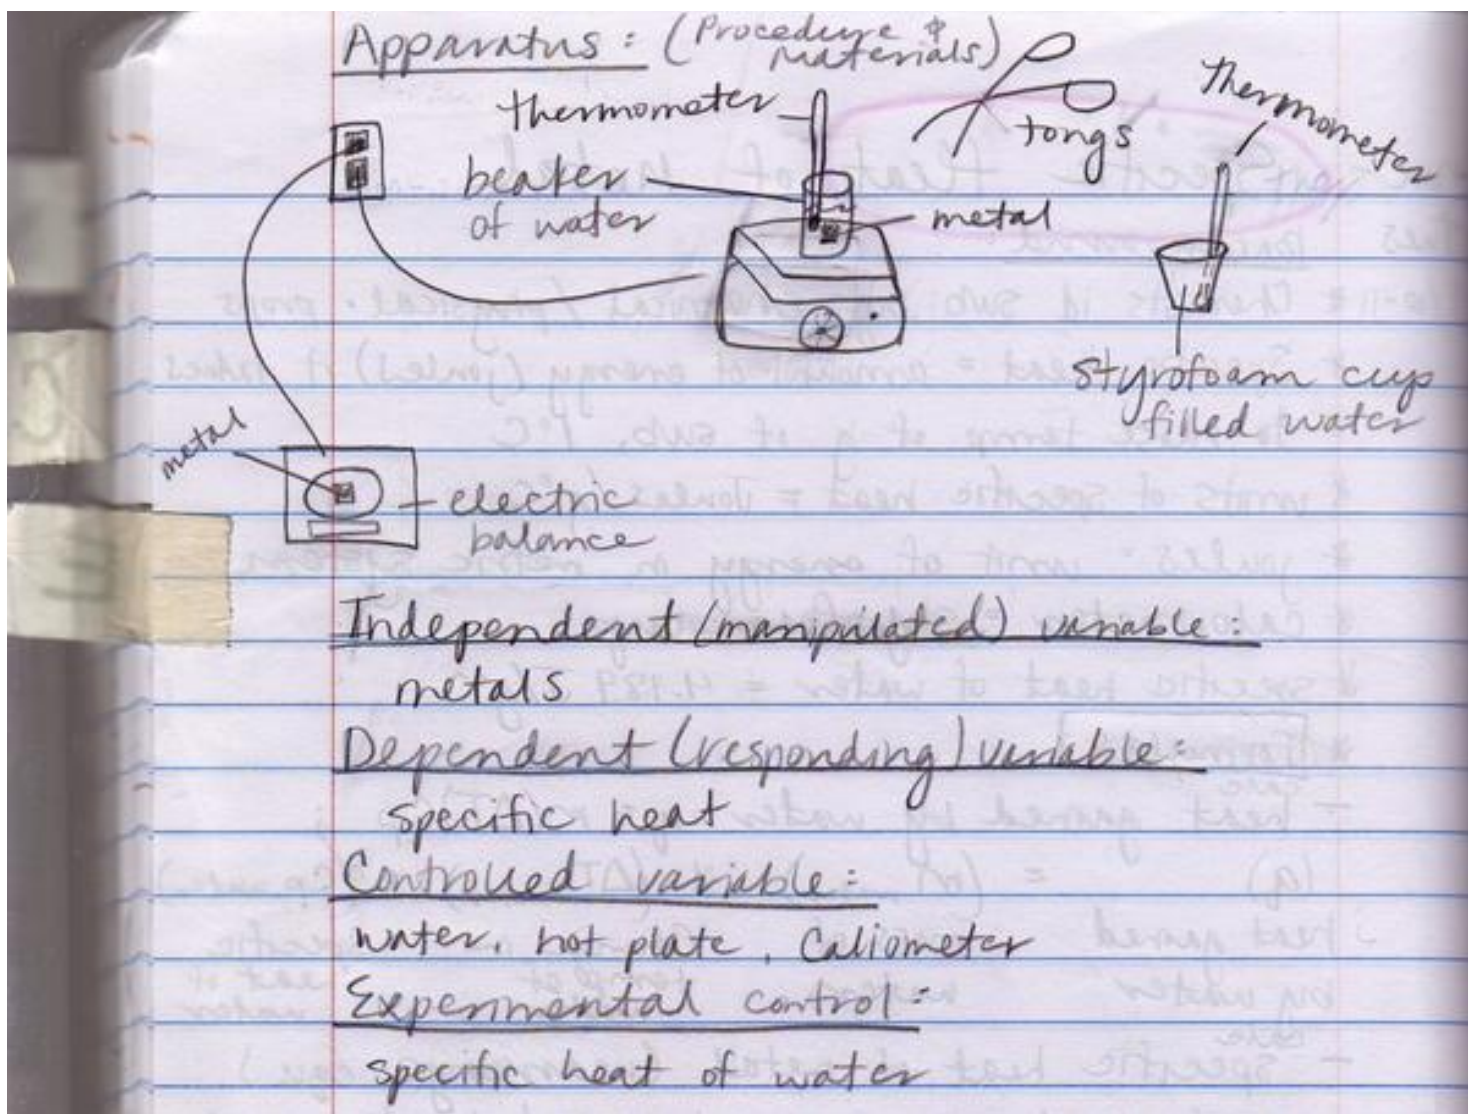 Apparatus: (Procedure &
Materials)
thermometer
tongs
thermometer
beaker
of water
metal
styrofoam cup
filled water
metal
electric
balance
Independent (manipulated) variable:
metals
Dependent (responding) variable:
specific heat
Controlled variable:
water, hot plate, Caliometer
Experimental control:
specific heat of water